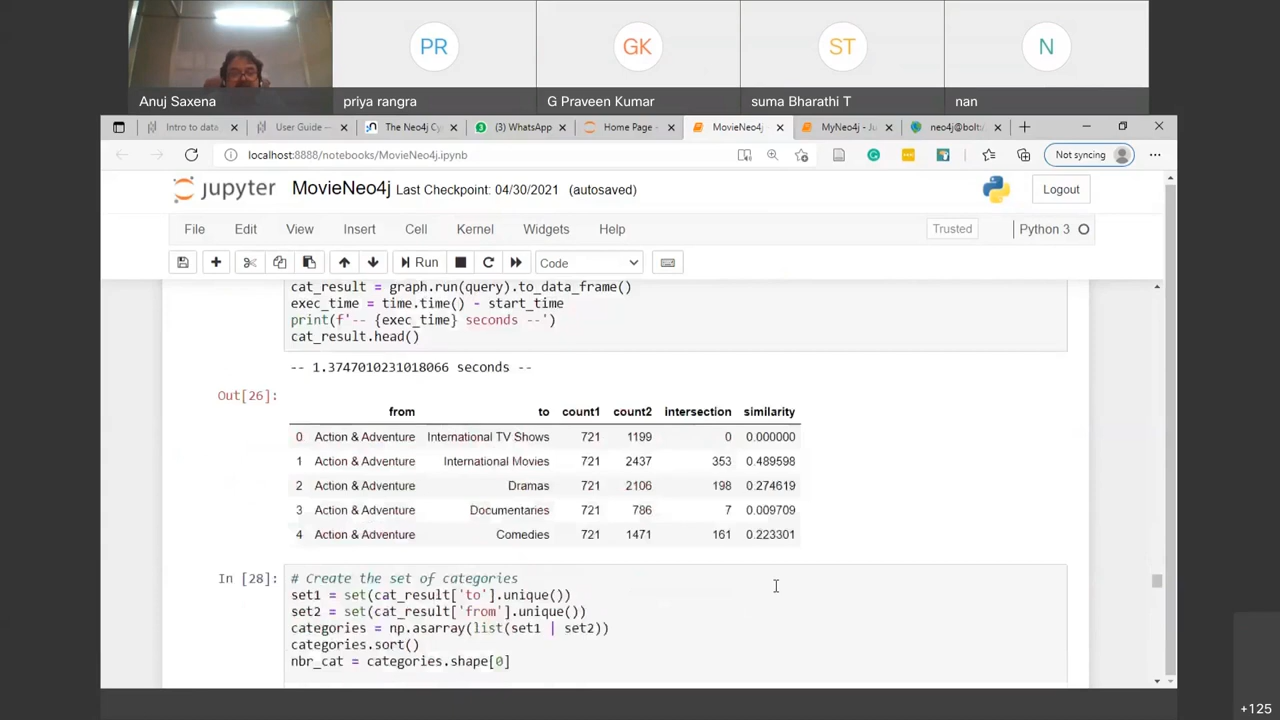 PR
GK
ST
N
Anuj Saxena
priya rangra
G Praveen Kumar
suma Bharathi T
nan
Intro to data
User Guide —
The Neo4j Cy
(3) WhatsApp
Home Page -
MovieNeo4j
MyNeo4j - Ju
neo4j@bolt:/
localhost:8888/notebooks/MovieNeo4j.ipynb
Not syncing
jupyter MovieNeo4j Last Checkpoint: 04/30/2021 (autosaved)
Logout
File Edit View Insert Cell Kernel Widgets Help
Trusted
Python 3
Run
Code
cat_result = graph.run(query).to_data_frame()
exec_time = time.time() - start_time
print(f'-- {exec_time} seconds --')
cat_result.head()
-- 1.3747010231018066 seconds --
Out[26]:
from to count1 count2 intersection similarity
0 Action & Adventure International TV Shows 721 1199 0 0.000000
1 Action & Adventure International Movies 721 2437 353 0.489598
2 Action & Adventure Dramas 721 2106 198 0.274619
3 Action & Adventure Documentaries 721 786 7 0.009709
4 Action & Adventure Comedies 721 1471 161 0.223301
In [28]:
# Create the set of categories
set1 = set(cat_result['to'].unique())
set2 = set(cat_result['from'].unique())
categories = np.asarray(list(set1 | set2))
categories.sort()
nbr_cat = categories.shape[0]
+125